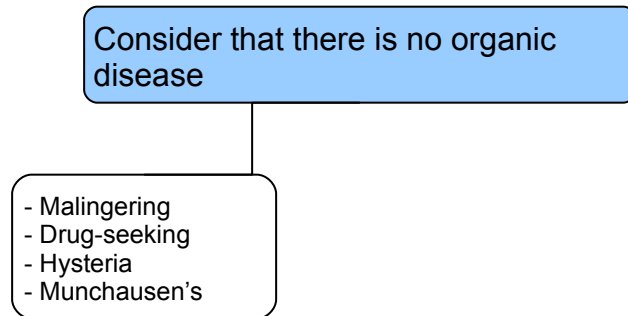 Consider that there is no organic
disease
- Malingering
- Drug-seeking
- Hysteria
- Munchausen’s